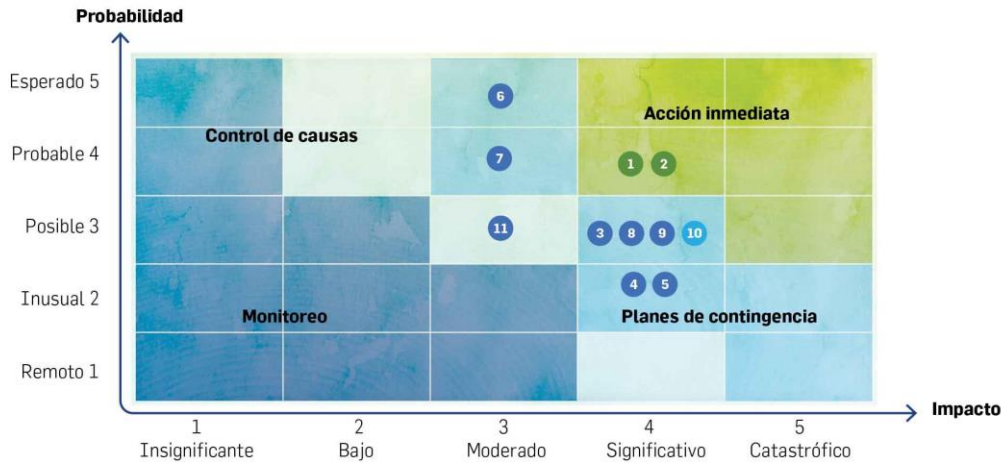 Probabilidad
Esperado 5
6
Acción inmediata
Control de causas
Probable 4
7
1 2
Posible 3
11
3 8 9 10
Inusual 2
4 5
Monitoreo
Planes de contingencia
Remoto 1
Impacto
1 2 3 4 5
Insignificante Bajo Moderado Significativo Catastrófico